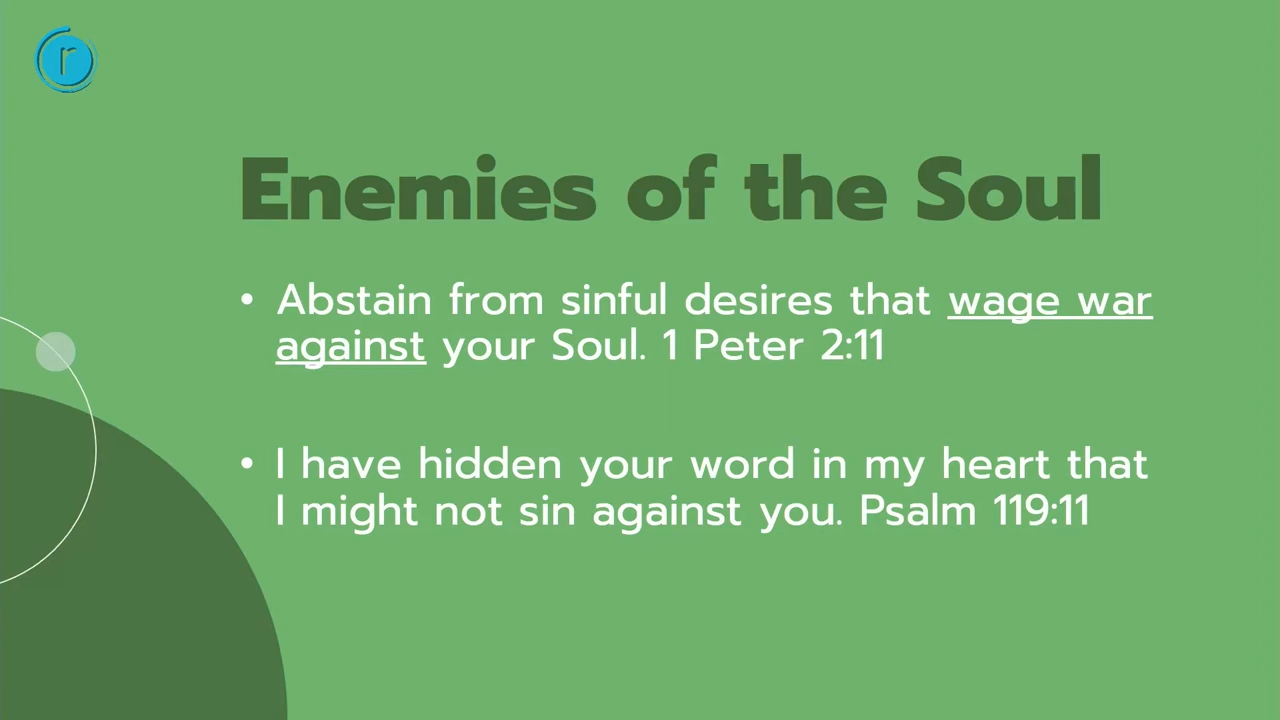 r
Enemies of the Soul
• Abstain from sinful desires that wage war
against your Soul. 1 Peter 2:11
• I have hidden your word in my heart that
I might not sin against you. Psalm 119:11